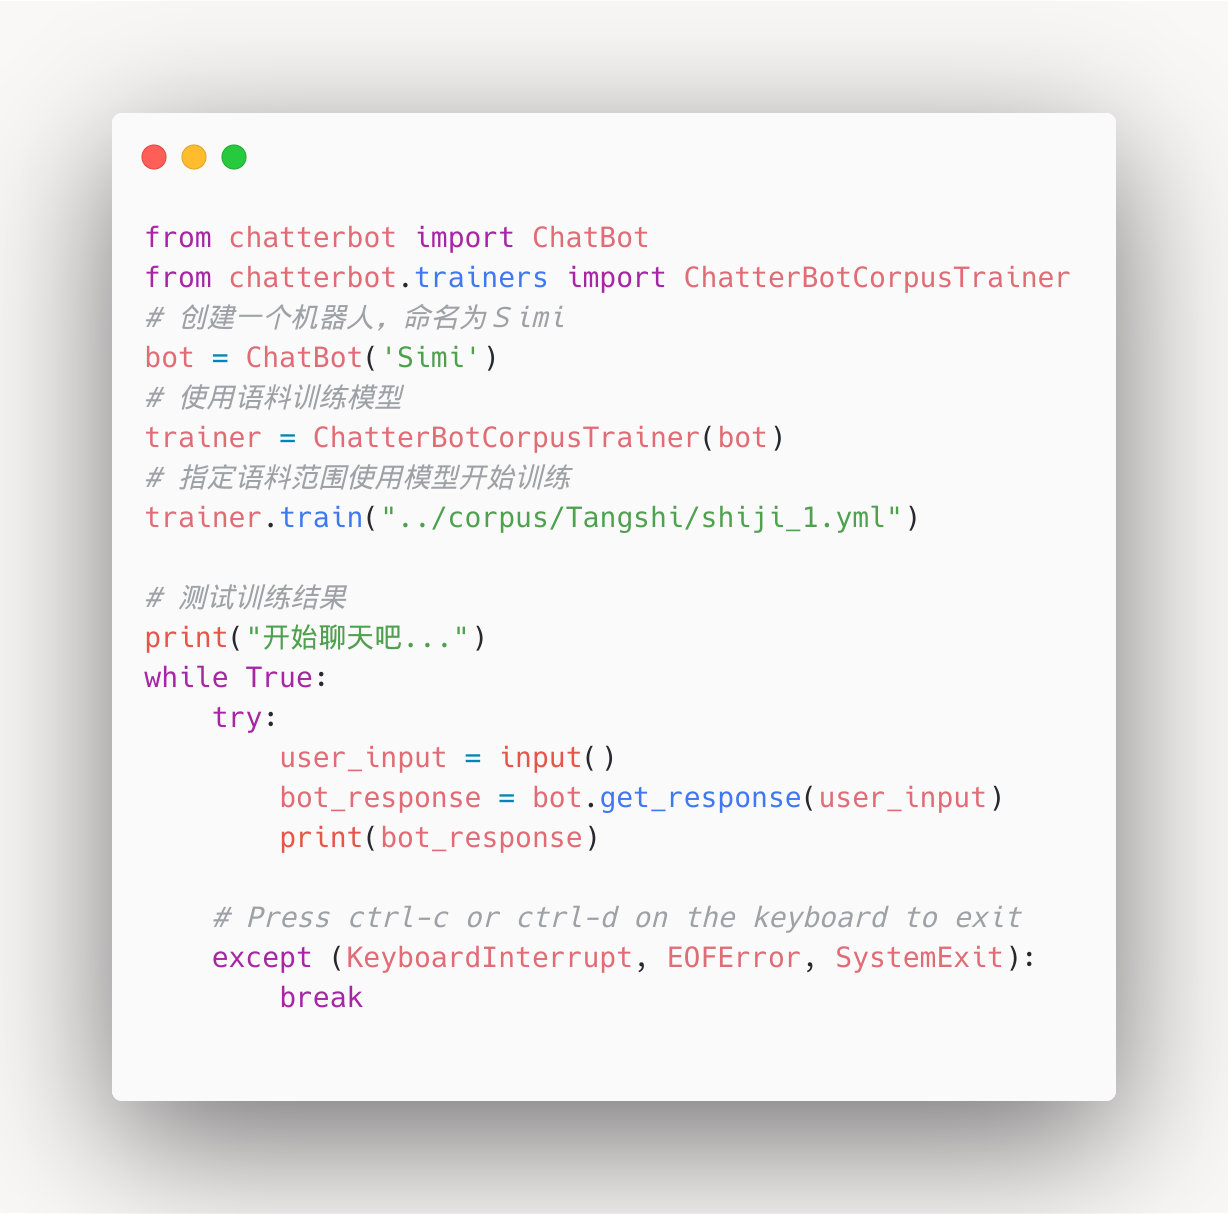 from chatterbot import ChatBot
from chatterbot.trainers import ChatterBotCorpusTrainer
# 创建一个机器人，命名为Ｓimi
bot = ChatBot('Simi')
# 使用语料训练模型
trainer = ChatterBotCorpusTrainer(bot)
# 指定语料范围使用模型开始训练
trainer.train("../corpus/Tangshi/shiji_1.yml")

# 测试训练结果
print("开始聊天吧...")
while True:
    try:
        user_input = input()
        bot_response = bot.get_response(user_input)
        print(bot_response)

    # Press ctrl-c or ctrl-d on the keyboard to exit
    except (KeyboardInterrupt, EOFError, SystemExit):
        break